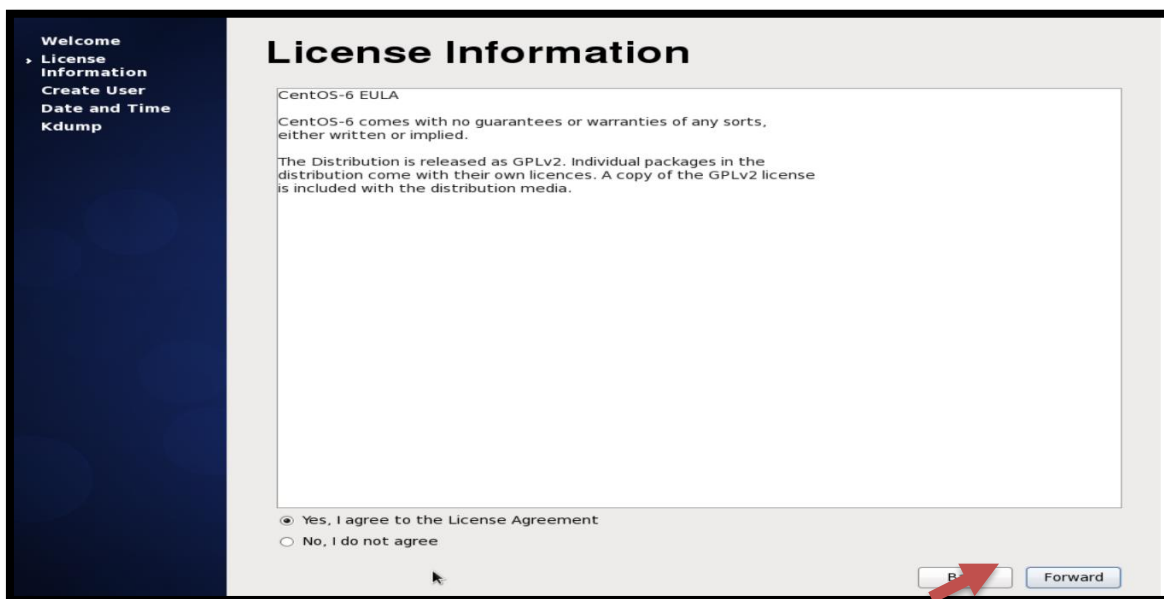 Welcome
License
Information
Create User
Date and Time
Kdump
License Information
CentOS-6 EULA
CentOS-6 comes with no guarantees or warranties of any sorts,
either written or implied.
The Distribution is released as GPLv2. Individual packages in the
distribution come with their own licences. A copy of the GPLv2 license
is included with the distribution media.
Yes, I agree to the License Agreement
No, I do not agree
Forward